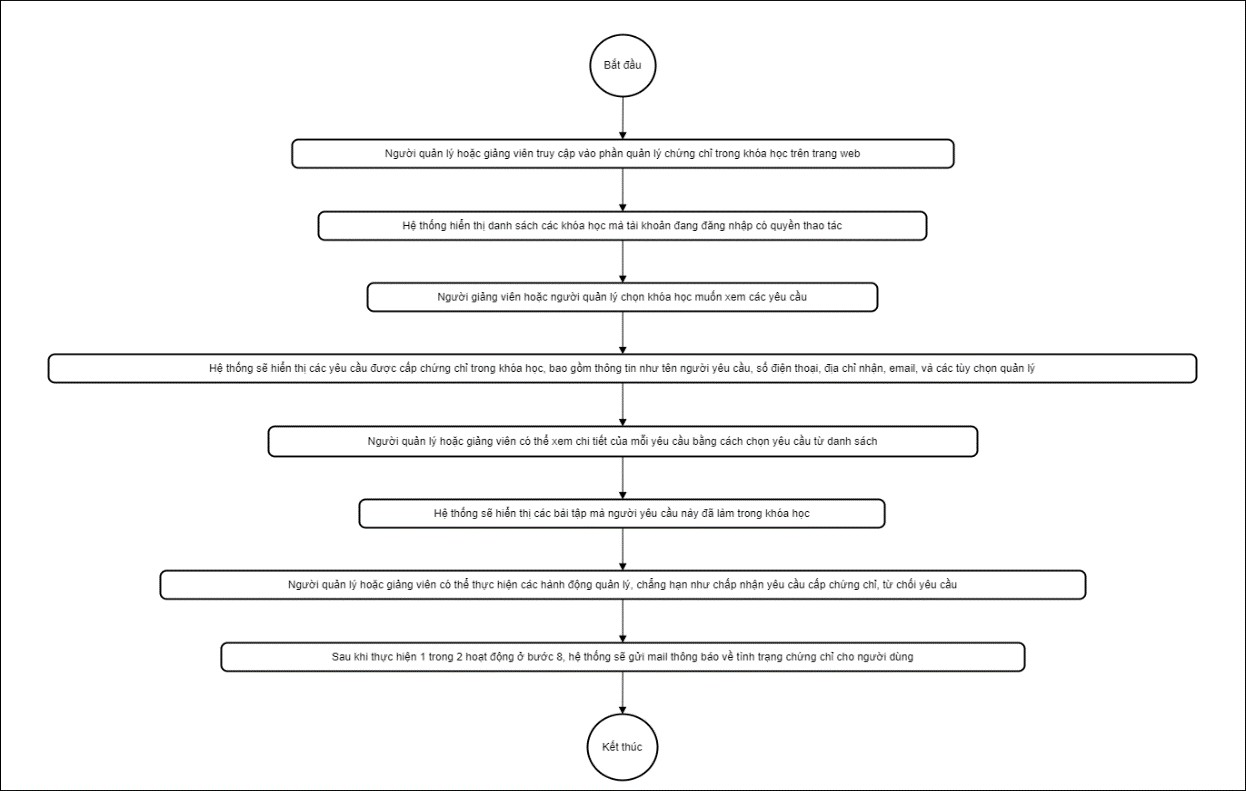 Bắt đầu
Người quản lý hoặc giảng viên truy cập vào phần quản lý chứng chỉ trong khóa học trên trang web
Hệ thống hiển thị danh sách các khóa học mà tài khoản đang đăng nhập có quyền thao tác
Người giảng viên hoặc người quản lý chọn khóa học muốn xem các yêu cầu
Hệ thống sẽ hiển thị các yêu cầu được cấp chứng chỉ trong khóa học, bao gồm thông tin như tên người yêu cầu, số điện thoại, địa chỉ nhận, email, và các tùy chọn quản lý
Người quản lý hoặc giảng viên có thể xem chi tiết của mỗi yêu cầu bằng cách chọn yêu cầu từ danh sách
Hệ thống sẽ hiển thị các bài tập mà người yêu cầu này đã làm trong khóa học
Người quản lý hoặc giảng viên có thể thực hiện các hành động quản lý, chẳng hạn như chấp nhận yêu cầu cấp chứng chỉ, từ chối yêu cầu
Sau khi thực hiện 1 trong 2 hoạt động ở bước 8, hệ thống sẽ gửi mail thông báo về tình trạng chứng chỉ cho người dùng
Kết thúc